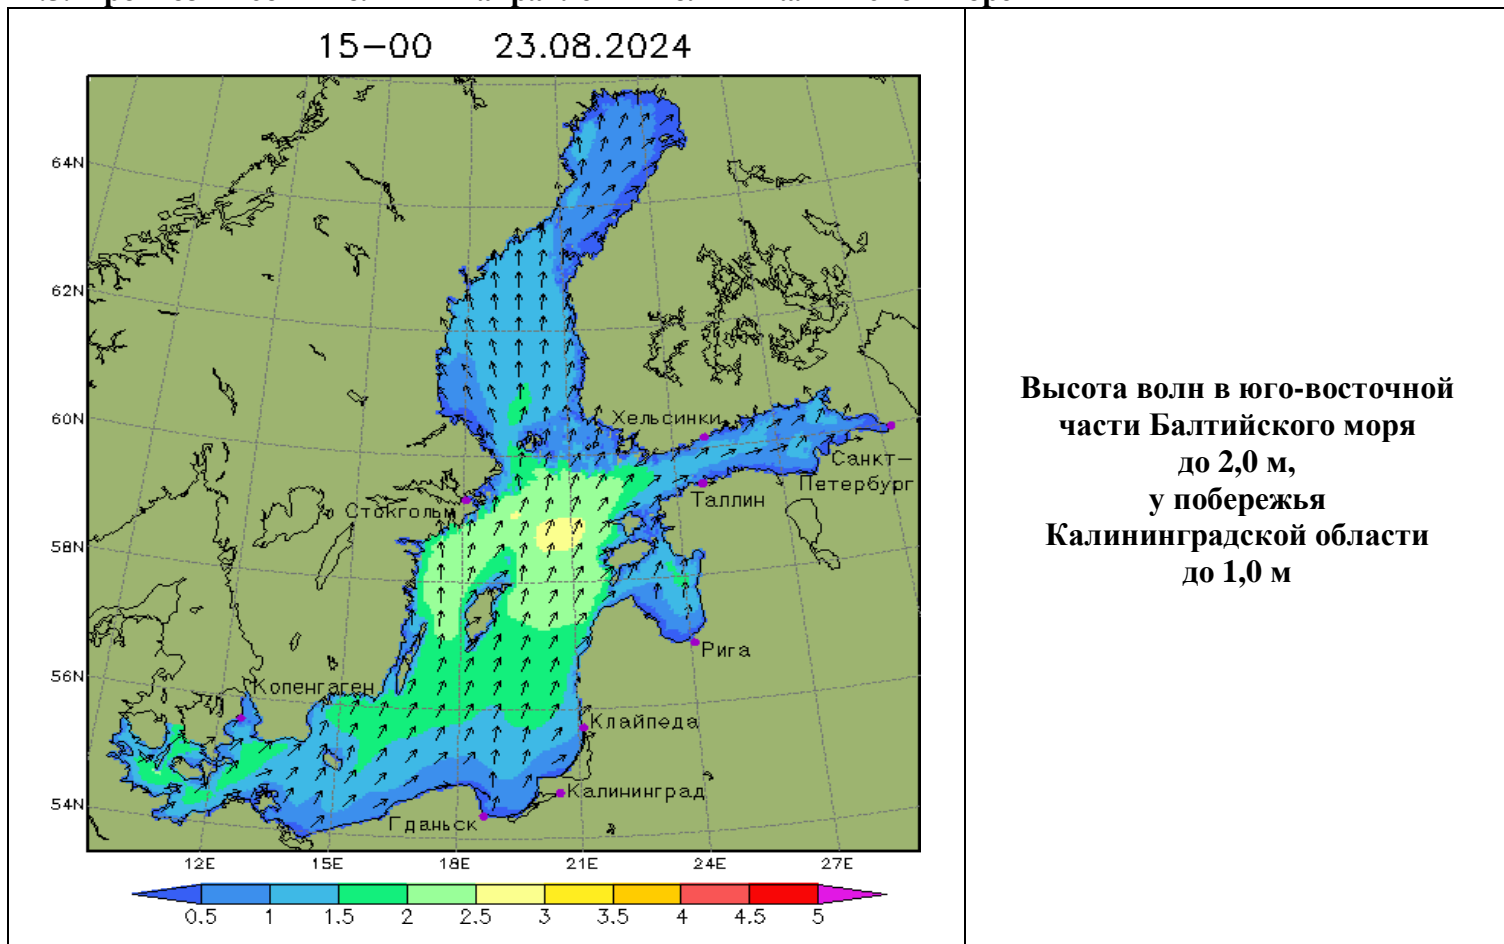 15-00 23.08.2024
64N
62N
60N
58N
56N
54N
Хельсинки
Санкт-
Петербург
Таллин
Стокгольм
Рига
Копенгаген
Клайпеда
Калининград
Гданьск
12E 15E 18E 21E 24E 27E
0.5 1 1.5 2 2.5 3 3.5 4 4.5 5
Высота волн в юго-восточной
части Балтийского моря
до 2,0 м,
у побережья
Калининградской области
до 1,0 м